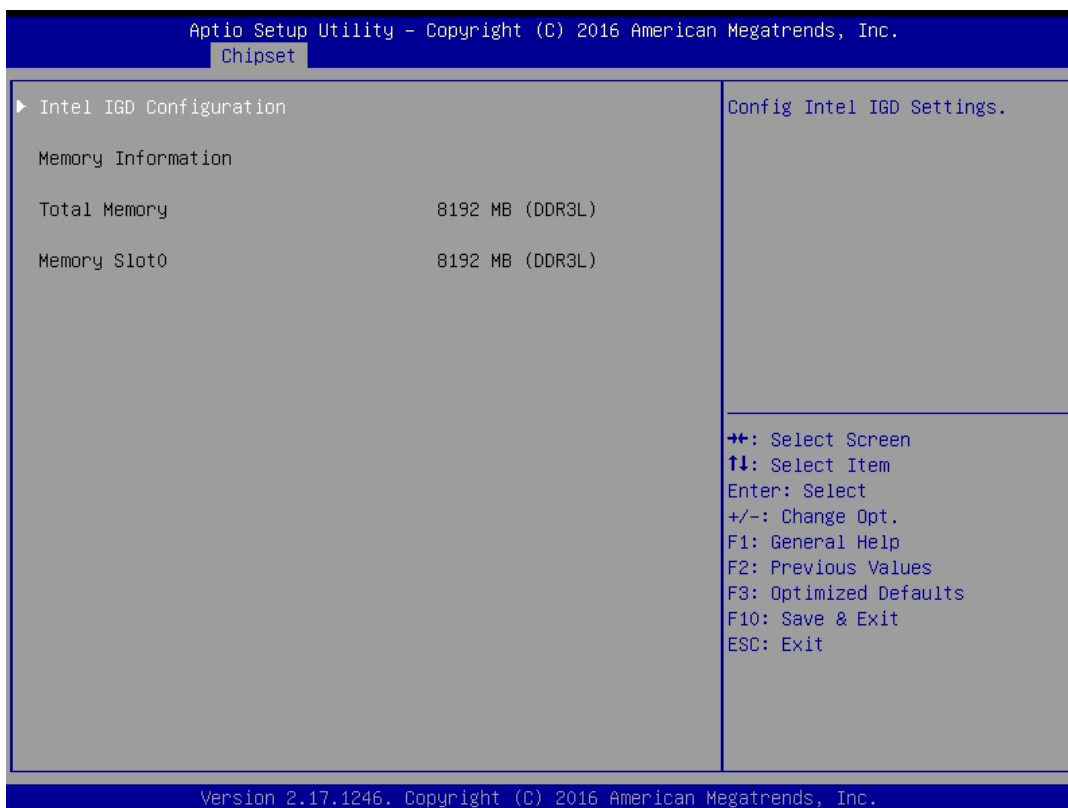 Aptio Setup Utility – Copyright (C) 2016 American Megatrends, Inc.
Chipset
▶ Intel IGD Configuration
Memory Information
Total Memory 8192 MB (DDR3L)
Memory Slot0 8192 MB (DDR3L)
Config Intel IGD Settings.
→←: Select Screen
↑↓: Select Item
Enter: Select
+/-: Change Opt.
F1: General Help
F2: Previous Values
F3: Optimized Defaults
F10: Save & Exit
ESC: Exit
Version 2.17.1246. Copyright (C) 2016 American Megatrends, Inc.